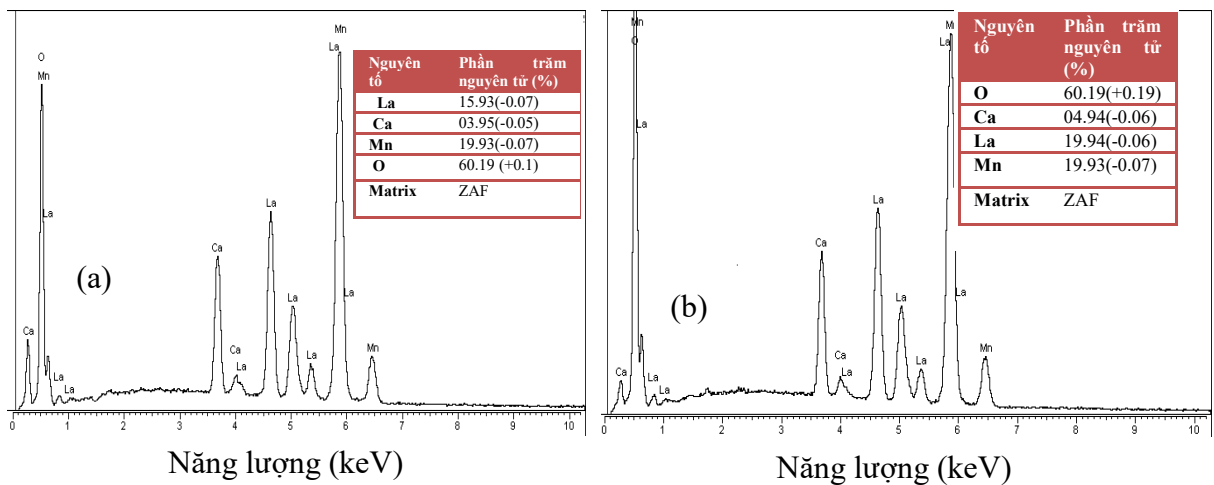 O
Mn
La
Ca
La
La
Ca
Ca
La
La
La
La
Mn
La
La
Mn
(a)
Nguyên tố
Phần trăm nguyên tử (%)
La 15.93(-0.07)
Ca 03.95(-0.05)
Mn 19.93(-0.07)
O 60.19 (+0.1)
Matrix ZAF
0 1 2 3 4 5 6 7 8 9 10
Năng lượng (keV)
Mn
O
La
Ca
La
La
Ca
Ca
La
La
La
La
La
La
Mn
(b)
Nguyên tố
Phần trăm nguyên tử (%)
O 60.19(+0.19)
Ca 04.94(-0.06)
La 19.94(-0.06)
Mn 19.93(-0.07)
Matrix ZAF
0 1 2 3 4 5 6 7 8 9 10
Năng lượng (keV)